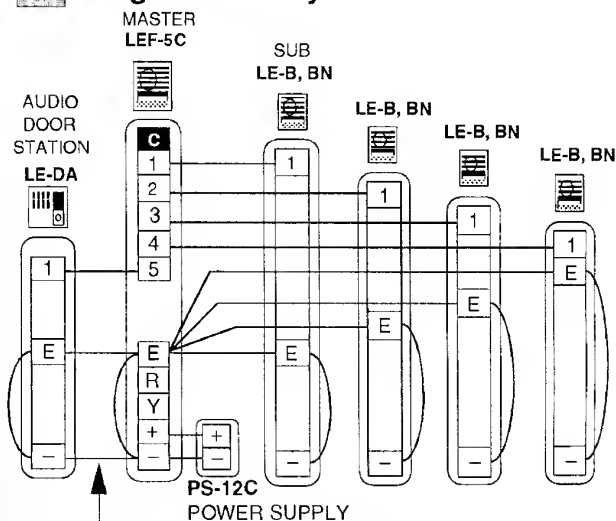 MASTER
LEF-5C
SUB
LE-B, BN
LE-B, BN
LE-B, BN
LE-B, BN
AUDIO
DOOR
STATION
LE-DA
C
1
2
3
4
5
E
R
Y
+
–
1
E
–
1
E
–
1
E
–
1
E
–
1
E
–
+
–
PS-12C
POWER SUPPLY